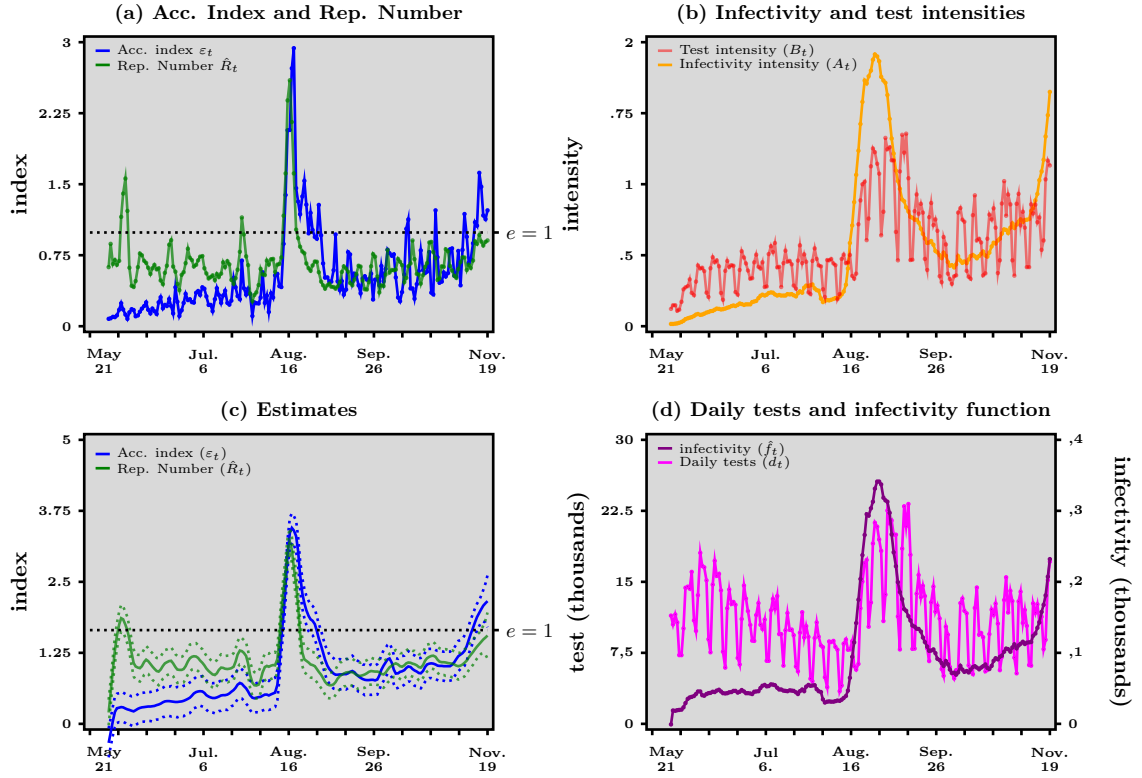 (a) Acc. Index and Rep. Number
3
2.25
1.5
0.75
0
index
Acc. index εₜ
Rep. Number R̂ₜ
e = 1
May 21
Jul. 6
Aug. 16
Sep. 26
Nov. 19
(b) Infectivity and test intensities
2
.75
1
.5
0
intensity
Test intensity (Bₜ)
Infectivity intensity (Aₜ)
May 21
Jul. 6
Aug. 16
Sep. 26
Nov. 19
(c) Estimates
5
3.75
2.5
1.25
0
index
Acc. index (εₜ)
Rep. Number (R̂ₜ)
e = 1
May 21
Jul. 6
Aug. 16
Sep. 26
Nov. 19
(d) Daily tests and infectivity function
30
22.5
15
7.5
0
test (thousands)
infectivity (f̂ₜ)
Daily tests (dₜ)
,4
,3
,2
,1
0
infectivity (thousands)
May 21
Jul 6.
Aug. 16
Sep. 26
Nov. 19